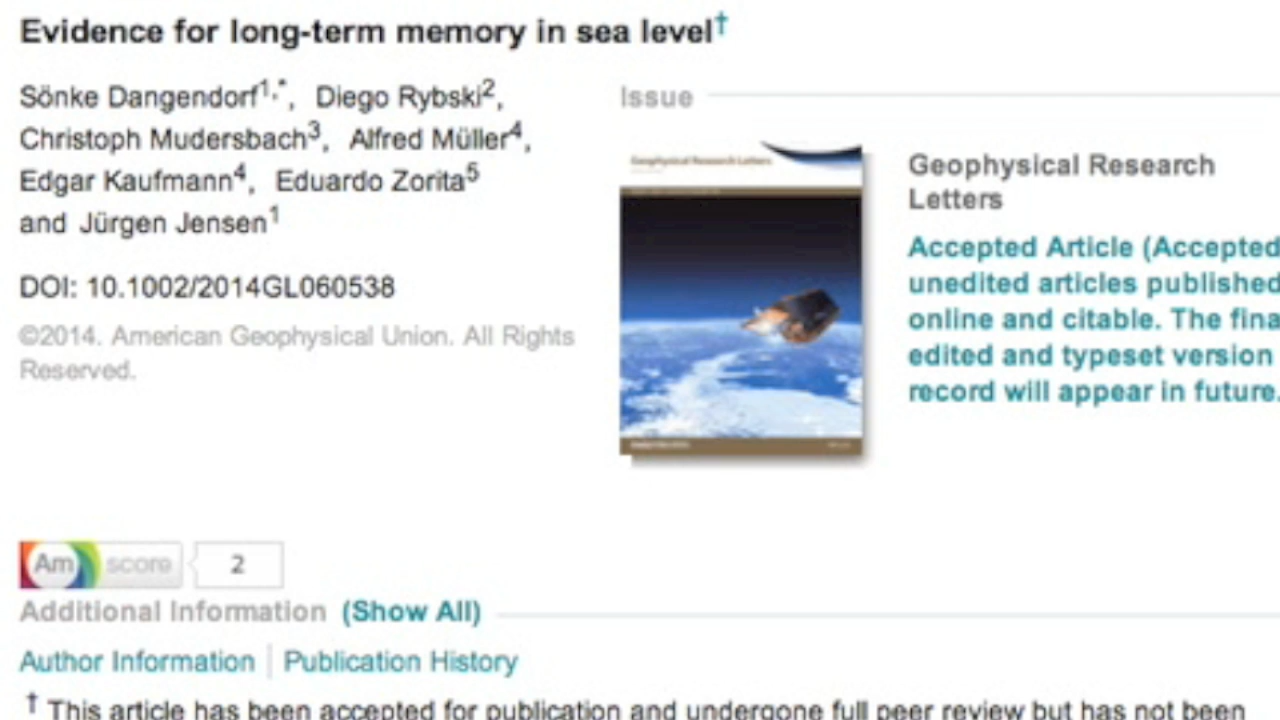 Evidence for long-term memory in sea level†
Sönke Dangendorf1,*, Diego Rybski2,
Christoph Mudersbach3, Alfred Müller4,
Edgar Kaufmann4, Eduardo Zorita5
and Jürgen Jensen1
DOI: 10.1002/2014GL060538
©2014. American Geophysical Union. All Rights
Reserved.
Issue
Geophysical Research Letters
Geophysical Research
Letters
Accepted Article (Accepted
unedited articles published
online and citable. The fina
edited and typeset version
record will appear in future.
Am score 2
Additional Information (Show All)
Author Information | Publication History
† This article has been accepted for publication and undergone full peer review but has not been